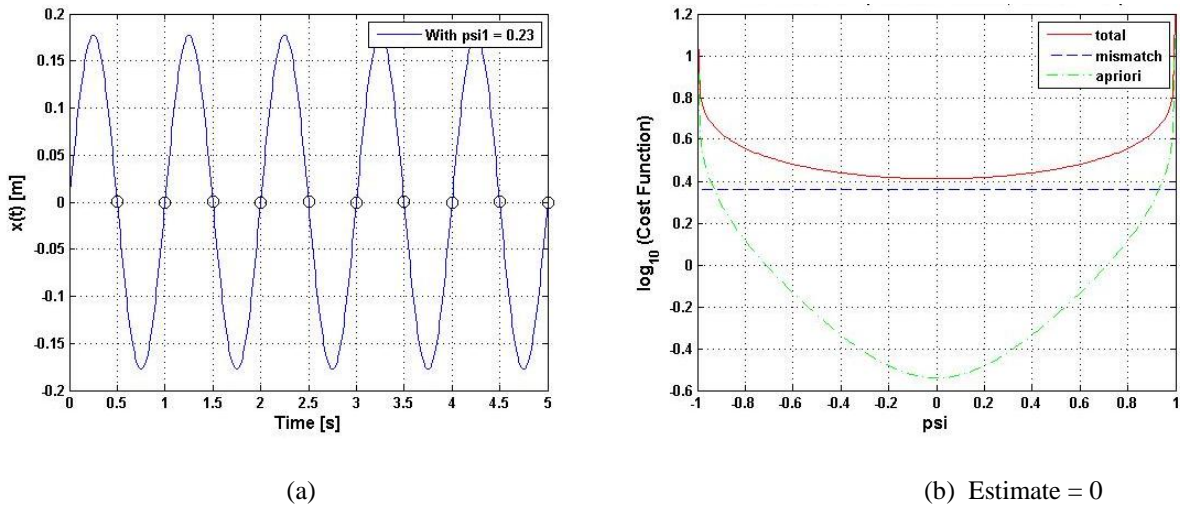 0.2
0.15
0.1
0.05
0
-0.05
-0.1
-0.15
-0.2
x(t) [m]
With psi1 = 0.23
0 0.5 1 1.5 2 2.5 3 3.5 4 4.5 5
Time [s]
(a)
1.2
1
0.8
0.6
0.4
0.2
0
-0.2
-0.4
-0.6
log10 (Cost Function)
total
mismatch
apriori
-1 -0.8 -0.6 -0.4 -0.2 0 0.2 0.4 0.6 0.8 1
psi
(b) Estimate = 0